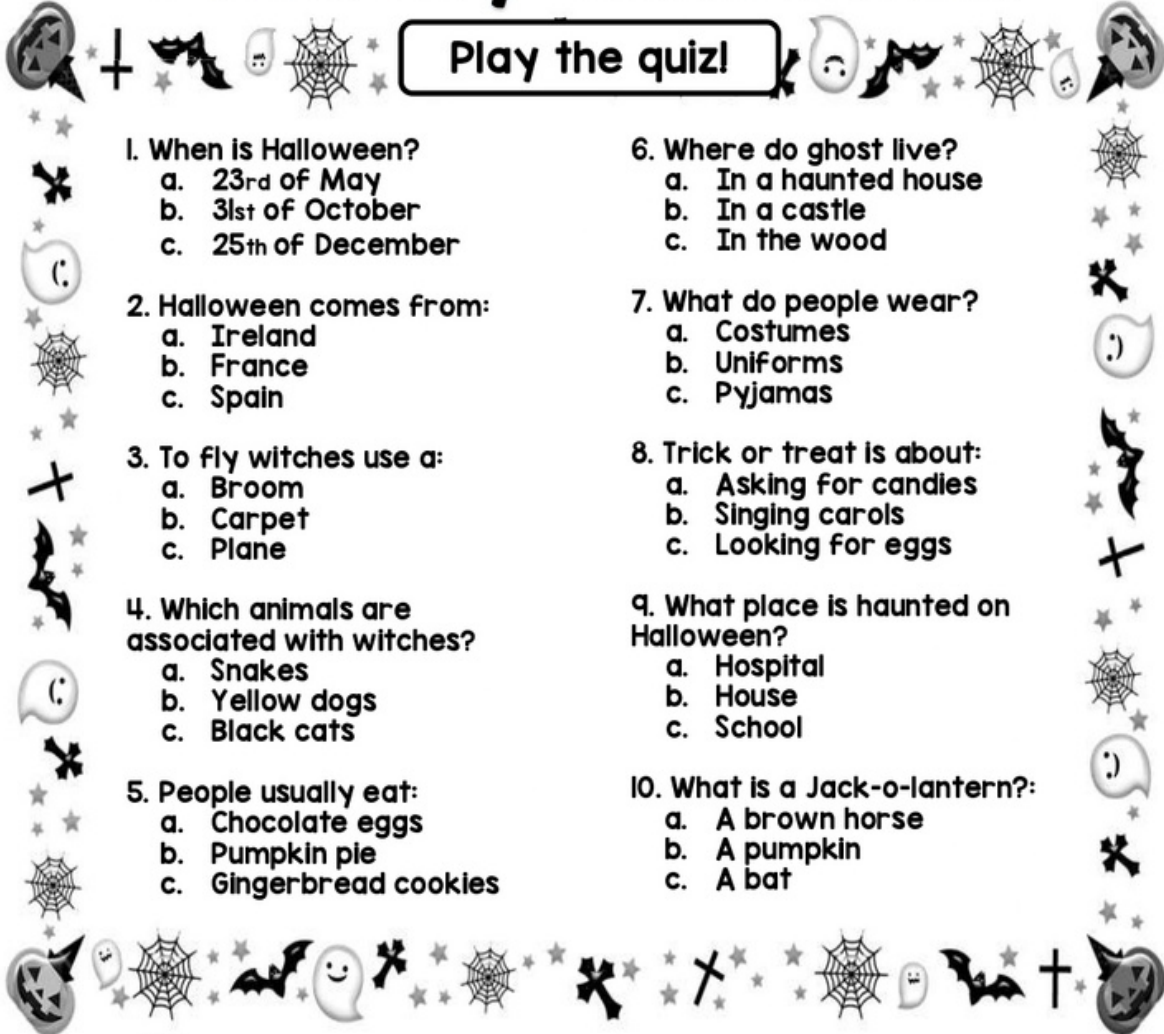 Play the quiz!
1. When is Halloween?
a. 23rd of May
b. 31st of October
c. 25th of December
2. Halloween comes from:
a. Ireland
b. France
c. Spain
3. To fly witches use a:
a. Broom
b. Carpet
c. Plane
4. Which animals are
associated with witches?
a. Snakes
b. Yellow dogs
c. Black cats
5. People usually eat:
a. Chocolate eggs
b. Pumpkin pie
c. Gingerbread cookies
6. Where do ghost live?
a. In a haunted house
b. In a castle
c. In the wood
7. What do people wear?
a. Costumes
b. Uniforms
c. Pyjamas
8. Trick or treat is about:
a. Asking for candies
b. Singing carols
c. Looking for eggs
9. What place is haunted on
Halloween?
a. Hospital
b. House
c. School
10. What is a Jack-o-lantern?:
a. A brown horse
b. A pumpkin
c. A bat